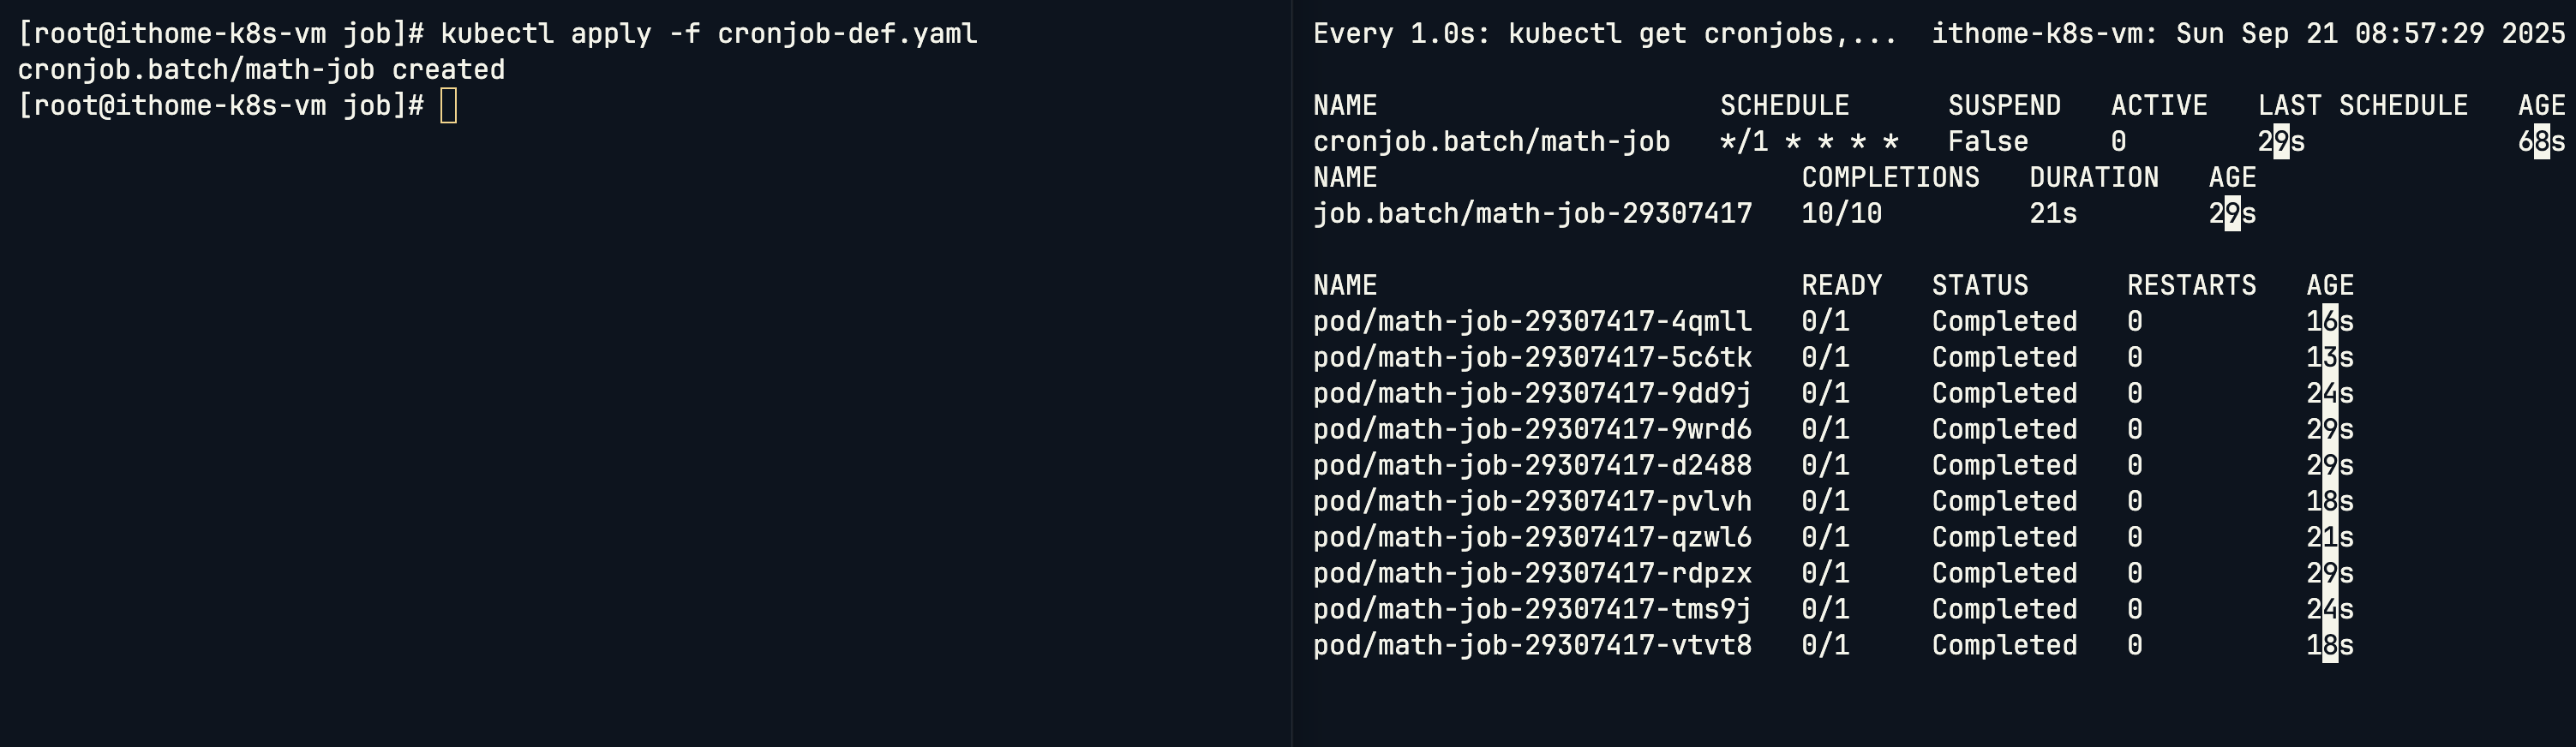 [root@ithome-k8s-vm job]# kubectl apply -f cronjob-def.yaml
cronjob.batch/math-job created
[root@ithome-k8s-vm job]#
Every 1.0s: kubectl get cronjobs,...  ithome-k8s-vm: Sun Sep 21 08:57:29 2025
NAME                     SCHEDULE      SUSPEND   ACTIVE   LAST SCHEDULE   AGE
cronjob.batch/math-job   */1 * * * *   False     0        29s             68s
NAME                          COMPLETIONS   DURATION   AGE
job.batch/math-job-29307417   10/10         21s        29s
NAME                          READY   STATUS      RESTARTS   AGE
pod/math-job-29307417-4qmll   0/1     Completed   0          16s
pod/math-job-29307417-5c6tk   0/1     Completed   0          13s
pod/math-job-29307417-9dd9j   0/1     Completed   0          24s
pod/math-job-29307417-9wrd6   0/1     Completed   0          29s
pod/math-job-29307417-d2488   0/1     Completed   0          29s
pod/math-job-29307417-pvlvh   0/1     Completed   0          18s
pod/math-job-29307417-qzwl6   0/1     Completed   0          21s
pod/math-job-29307417-rdpzx   0/1     Completed   0          29s
pod/math-job-29307417-tms9j   0/1     Completed   0          24s
pod/math-job-29307417-vtvt8   0/1     Completed   0          18s